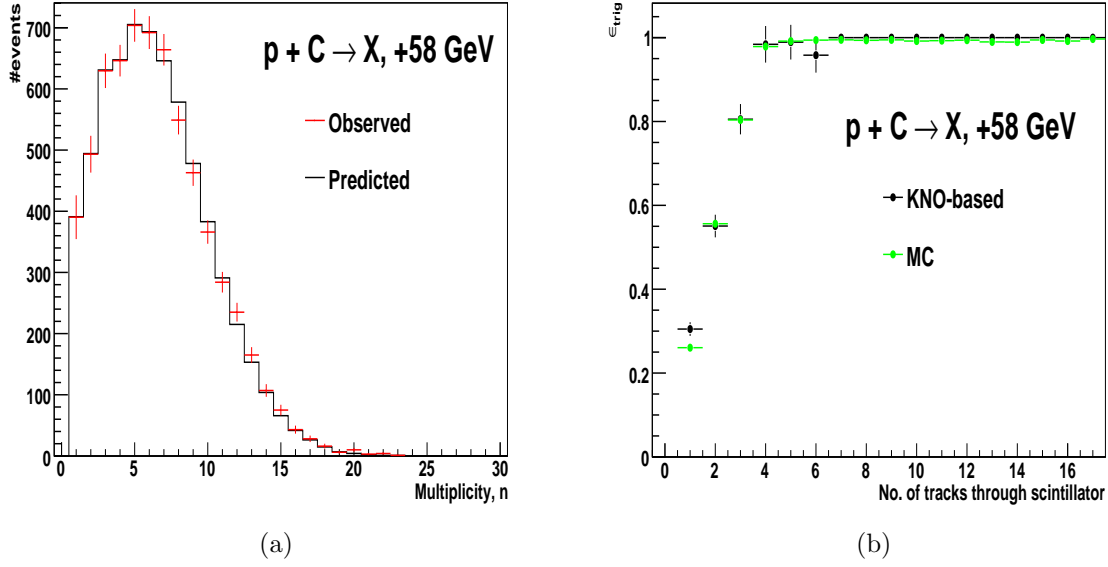 #events
700
600
500
400
300
200
100
0
p + C → X, +58 GeV
Observed
Predicted
0 5 10 15 20 25 30
Multiplicity, n
(a)
ϵtrig
1
0.8
0.6
0.4
0.2
0
p + C → X, +58 GeV
KNO-based
MC
0 2 4 6 8 10 12 14 16
No. of tracks through scintillator
(b)